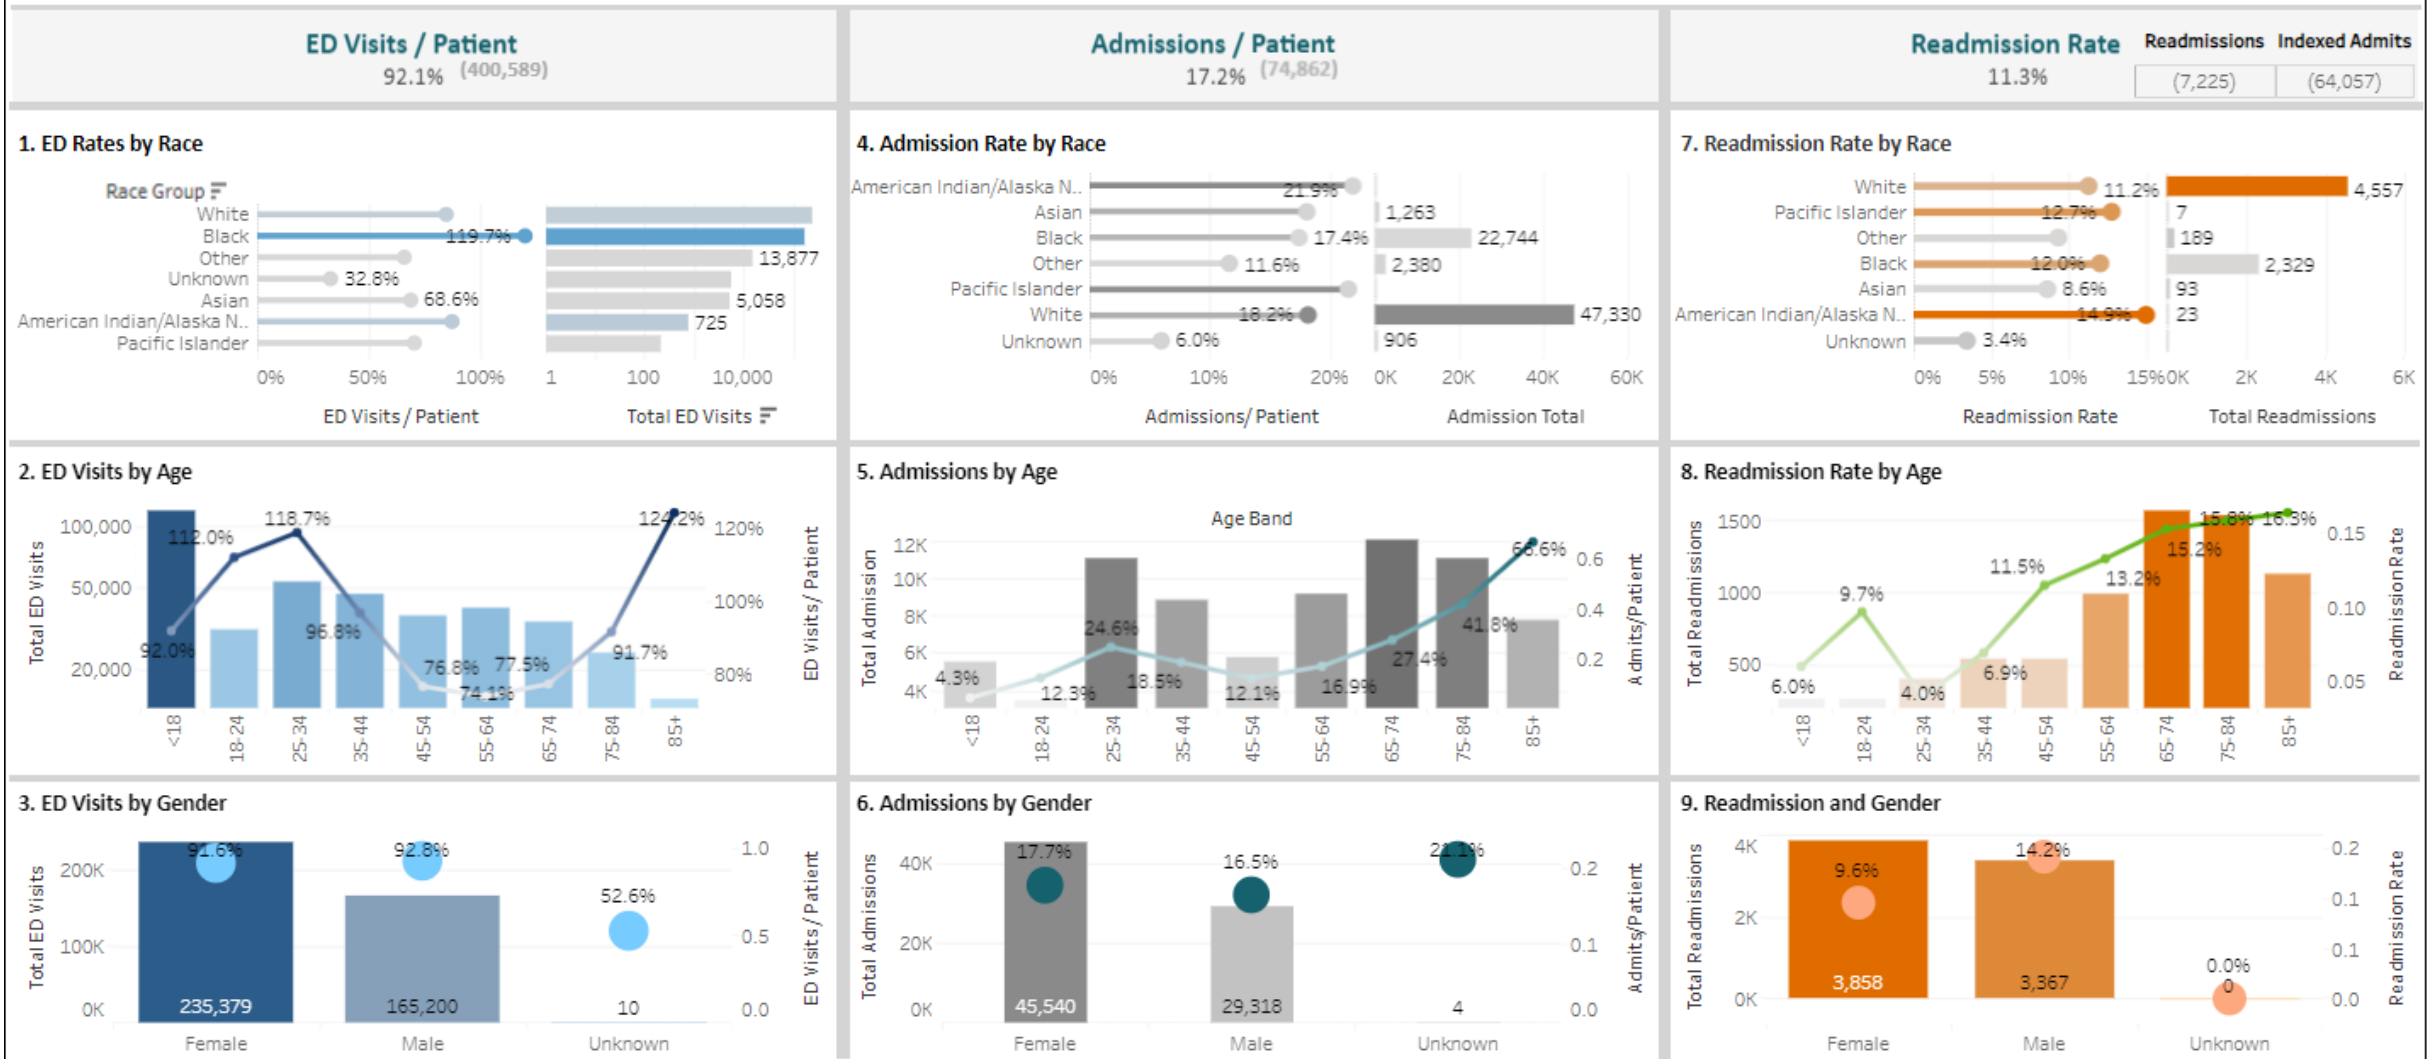 ED Visits / Patient
92.1% (400,589)
Admissions / Patient
17.2% (74,862)
Readmission Rate
11.3%
Readmissions Indexed Admits
(7,225) (64,057)
1. ED Rates by Race
Race Group
White
Black 119.7%
Other 13,877
Unknown 32.8%
Asian 68.6% 5,058
American Indian/Alaska N.. 725
Pacific Islander
0% 50% 100% 1 100 10,000
ED Visits / Patient Total ED Visits
4. Admission Rate by Race
American Indian/Alaska N.. 21.9%
Asian 1,263
Black 17.4% 22,744
Other 11.6% 2,380
Pacific Islander
White 18.2% 47,330
Unknown 6.0% 906
0% 10% 20% 0K 20K 40K 60K
Admissions/ Patient Admission Total
7. Readmission Rate by Race
White 11.2% 4,557
Pacific Islander 12.7% 7
Other 189
Black 12.0% 2,329
Asian 8.6% 93
American Indian/Alaska N.. 14.9% 23
Unknown 3.4%
0% 5% 10% 15% 0K 2K 4K 6K
Readmission Rate Total Readmissions
2. ED Visits by Age
Total ED Visits
100,000
50,000
20,000
92.0% 112.0% 118.7% 96.8% 76.8% 74.1% 77.5% 91.7% 124.2%
120%
100%
80%
ED Visits/ Patient
<18 18-24 25-34 35-44 45-54 55-64 65-74 75-84 85+
5. Admissions by Age
Age Band
Total Admission
12K
10K
8K
6K
4K
4.3% 12.3% 24.6% 18.5% 12.1% 16.9% 27.4% 41.8% 66.6%
0.6
0.4
0.2
Admits/Patient
<18 18-24 25-34 35-44 45-54 55-64 65-74 75-84 85+
8. Readmission Rate by Age
Total Readmissions
1500
1000
500
6.0% 9.7% 4.0% 6.9% 11.5% 13.2% 15.2% 15.8% 16.3%
0.15
0.10
0.05
Readmission Rate
<18 18-24 25-34 35-44 45-54 55-64 65-74 75-84 85+
3. ED Visits by Gender
Total ED Visits
200K
100K
0K
91.6% 92.8% 52.6%
235,379 165,200 10
1.0
0.5
0.0
ED Visits / Patient
Female Male Unknown
6. Admissions by Gender
Total Admissions
40K
20K
0K
17.7% 16.5% 21.1%
45,540 29,318 4
0.2
0.1
0.0
Admits/Patient
Female Male Unknown
9. Readmission and Gender
Total Readmissions
4K
2K
0K
9.6% 14.2% 0.0%
3,858 3,367 0
0.2
0.1
0.1
0.0
Readmission Rate
Female Male Unknown